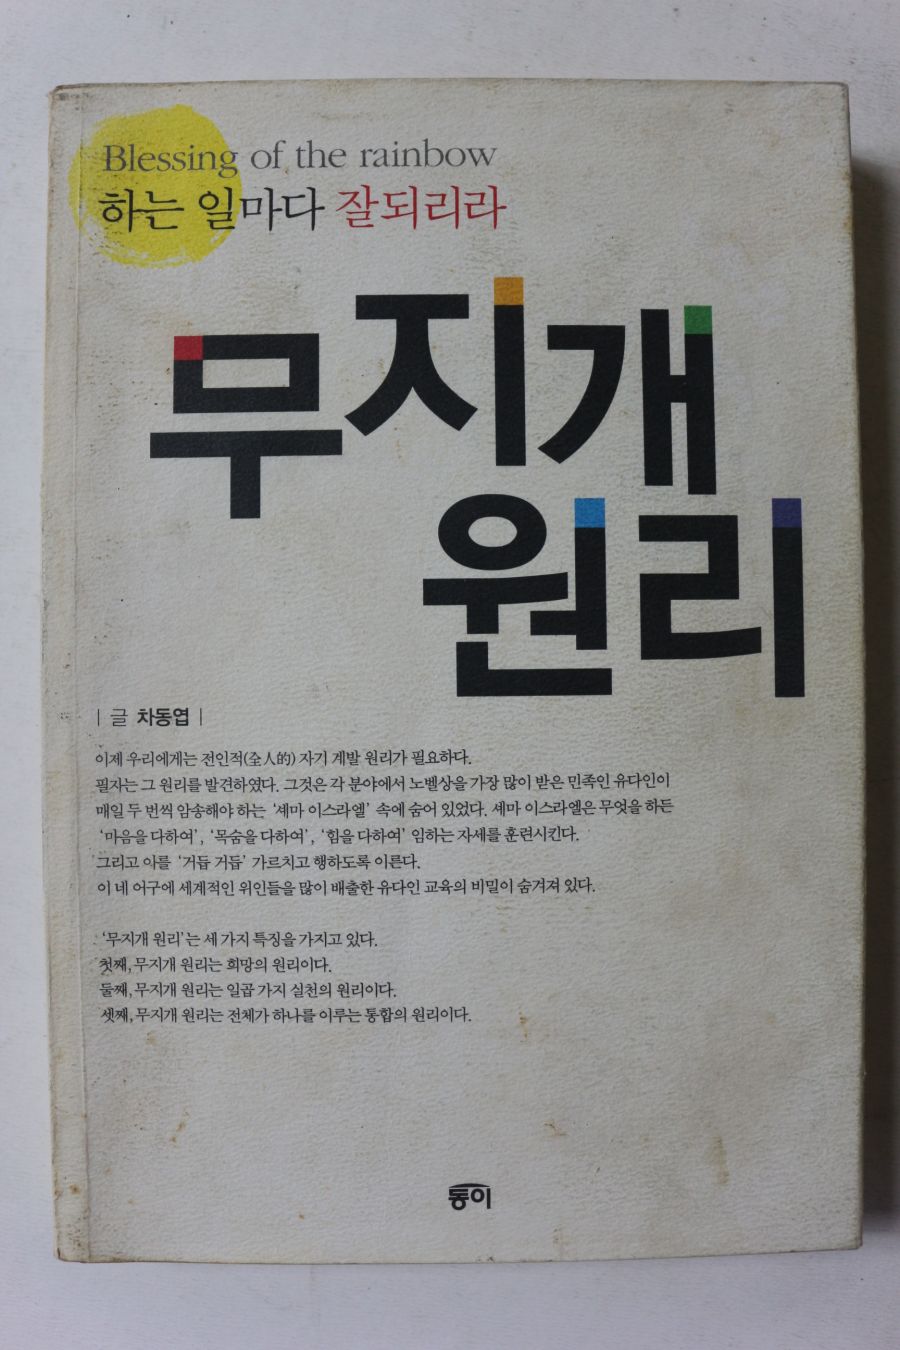 Blessing of the rainbow
하는 일마다 잘되리라
무지개
원리
| 글 차동엽 |
이제 우리에게는 전인적(全人的) 자기 계발 원리가 필요하다.
필자는 그 원리를 발견하였다. 그것은 각 분야에서 노벨상을 가장 많이 받은 민족인 유다인이
매일 두 번씩 암송해야 하는 ‘셰마 이스라엘’ 속에 숨어 있었다. 셰마 이스라엘은 무엇을 하든
‘마음을 다하여’, ‘목숨을 다하여’, ‘힘을 다하여’ 임하는 자세를 훈련시킨다.
그리고 이를 ‘거듭 거듭’ 가르치고 행하도록 이른다.
이 네 어구에 세계적인 위인들을 많이 배출한 유다인 교육의 비밀이 숨겨져 있다.
‘무지개 원리’는 세 가지 특징을 가지고 있다.
첫째, 무지개 원리는 희망의 원리이다.
둘째, 무지개 원리는 일곱 가지 실천의 원리이다.
셋째, 무지개 원리는 전체가 하나를 이루는 통합의 원리이다.
동이